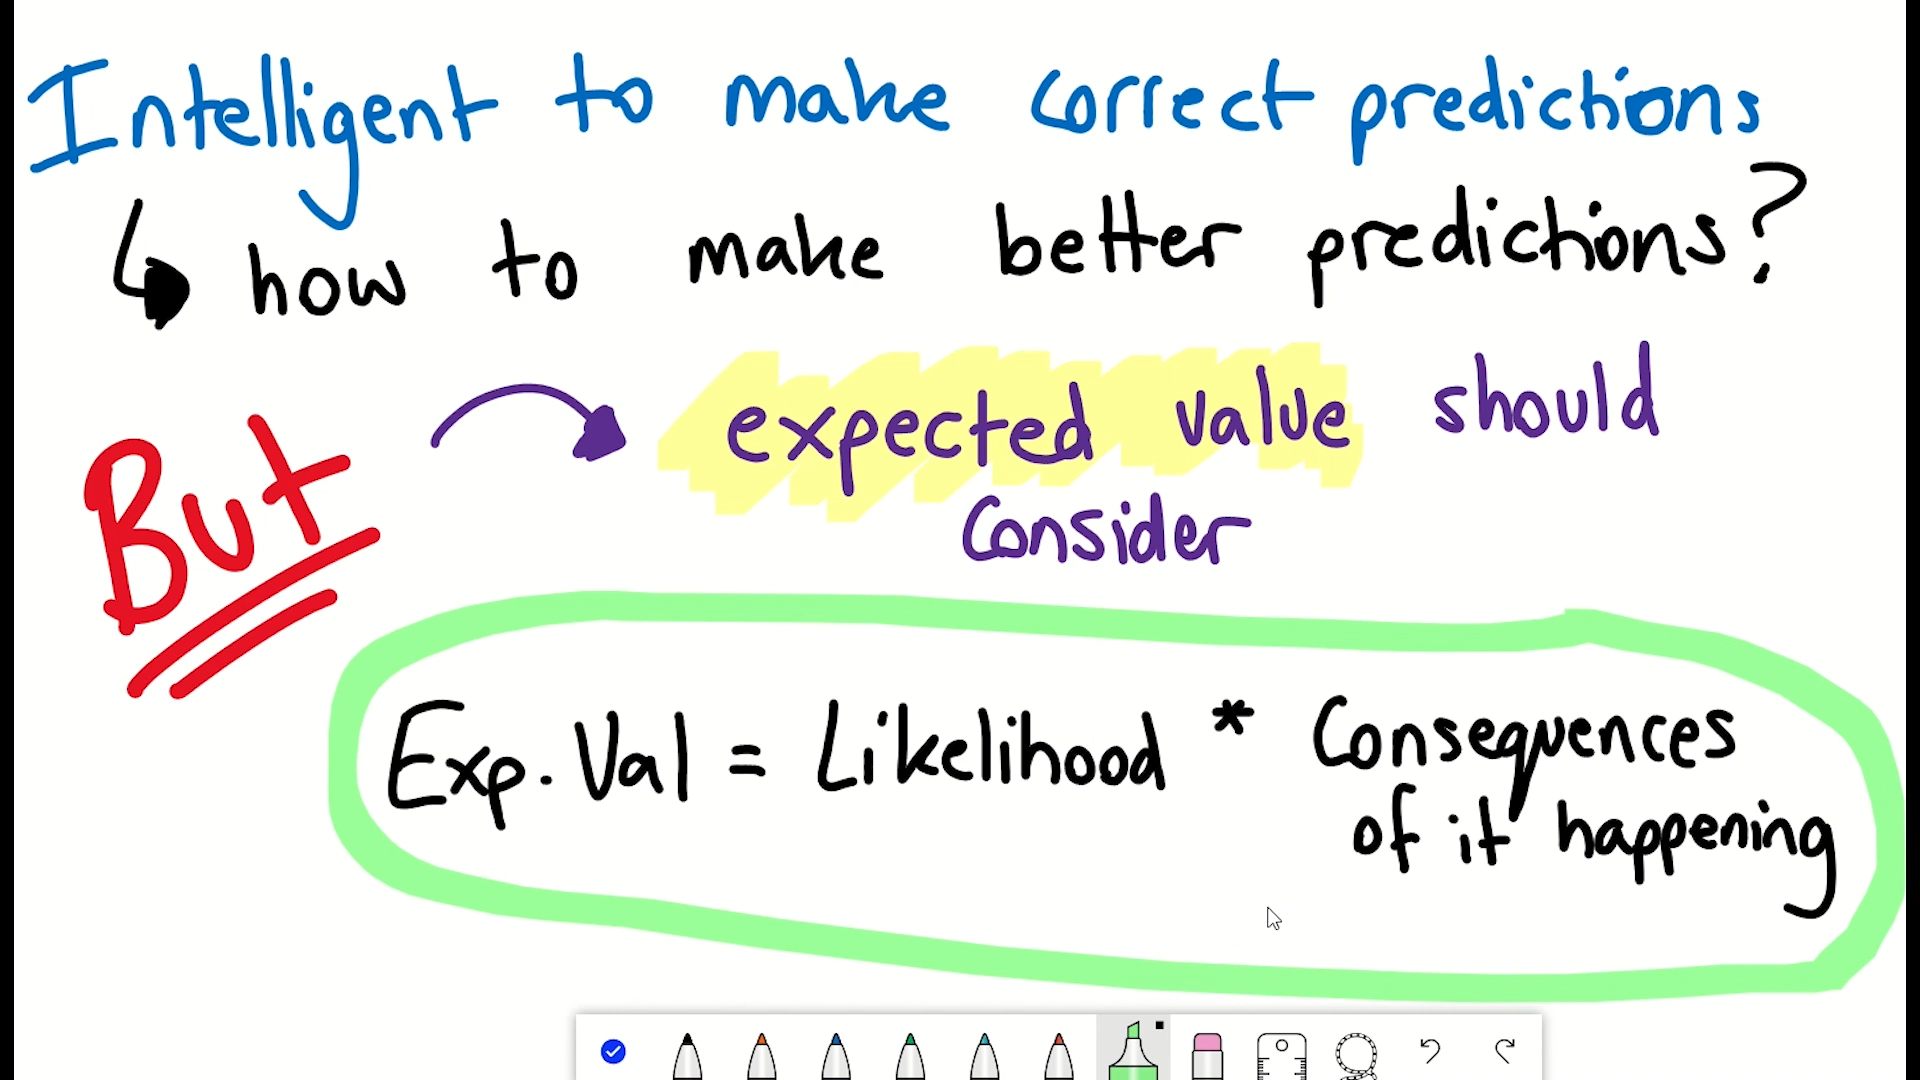 Intelligent to make correct predictions
how to make better predictions?
But
expected value should
Consider
Exp. Val = Likelihood * Consequences
of it happening